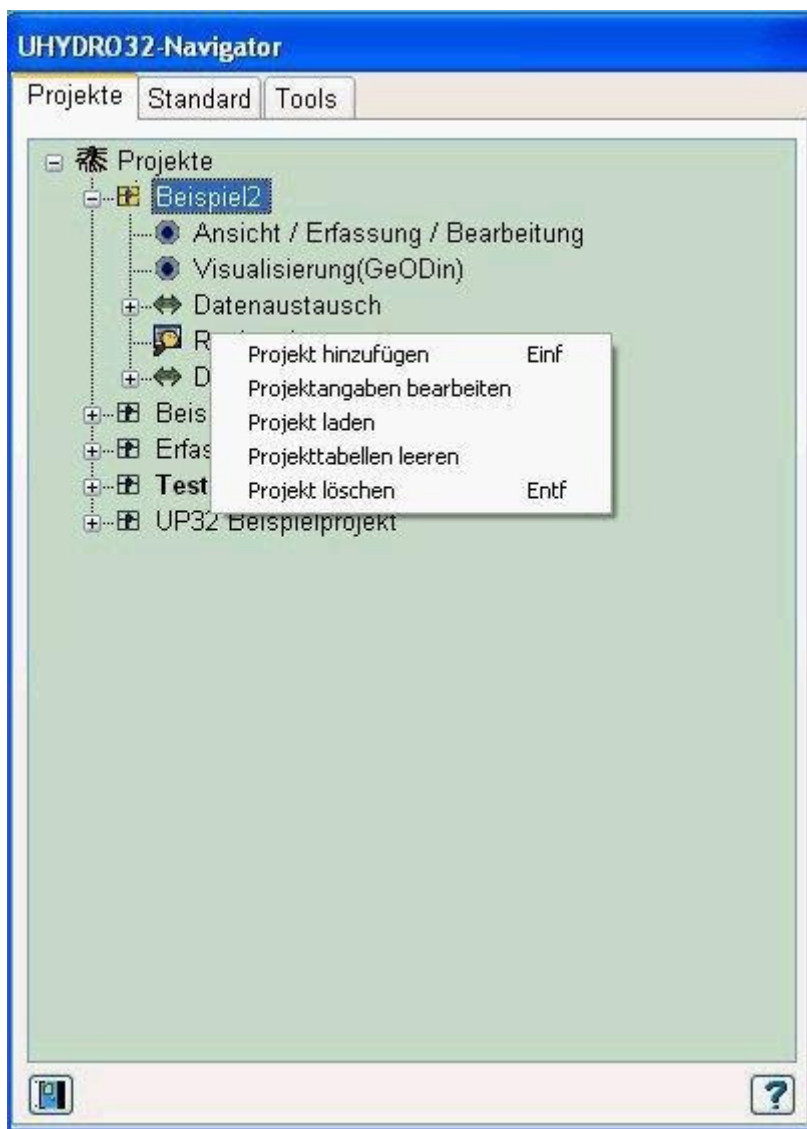 UHYDRO32-Navigator
Projekte Standard Tools
Projekte
Beispiel2
Ansicht / Erfassung / Bearbeitung
Visualisierung(GeODin)
Datenaustausch
Projekt hinzufügen Einf
Projektangaben bearbeiten
Projekt laden
Projekttabellen leeren
Projekt löschen Entf
Test
UP32 Beispielprojekt
?